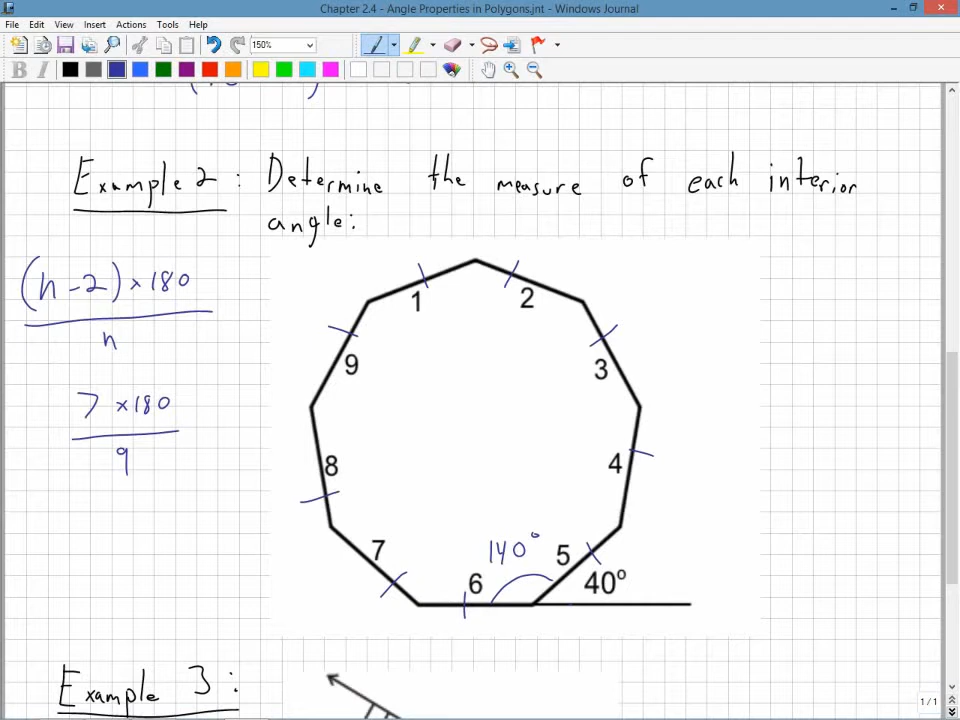 Chapter 2.4 - Angle Properties in Polygons.jnt - Windows Journal
File Edit View Insert Actions Tools Help
150%
B I
Example 2 : Determine the measure of each interior
angle:
(n - 2) × 180
n
7 × 180
9
1 2
9 3
8 4
7 140° 5
6 40°
Example 3 :
1 / 1